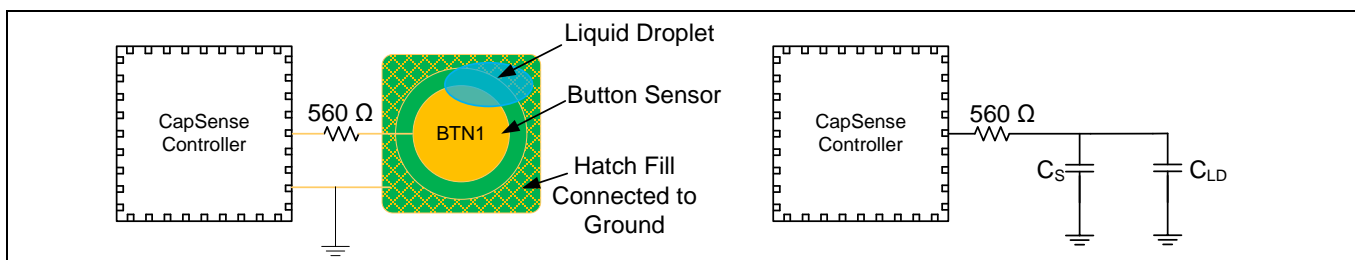 CapSense
Controller
560 Ω
BTN1
Liquid Droplet
Button Sensor
Hatch Fill
Connected to
Ground
CapSense
Controller
560 Ω
CS
CLD